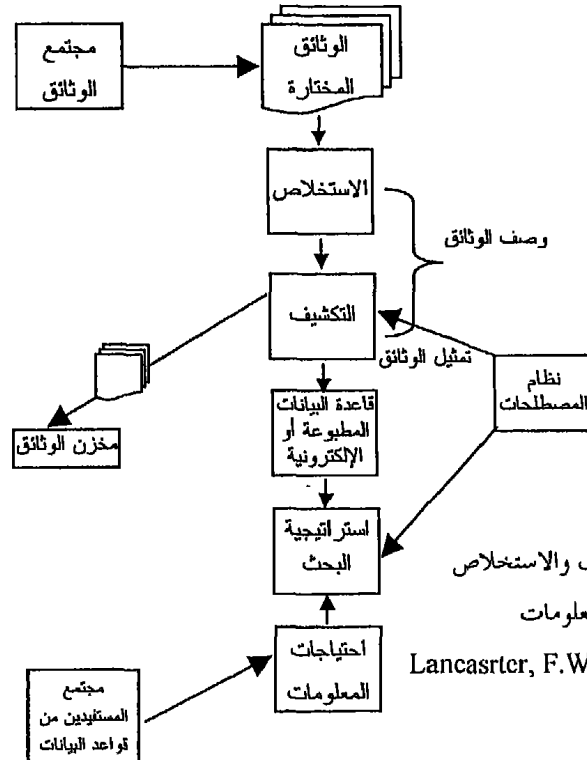 مجتمع
الوثائق
الوثائق
المختارة
الاستخلاص
وصف الوثائق
التكشيف
تمثيل الوثائق
نظام
المصطلحات
مخزن الوثائق
قاعدة البيانات
المطبوعة أو
الإلكترونية
استراتيجية
البحث
والاستخلاص
احتياجات
المعلومات
Lancasrter, F.W
مجتمع
المستفيدين من
قواعد البيانات